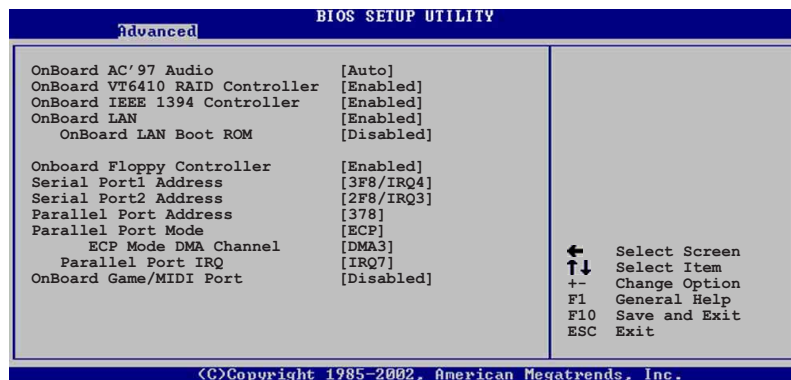 BIOS SETUP UTILITY
Advanced
OnBoard AC'97 Audio [Auto]
OnBoard VT6410 RAID Controller [Enabled]
OnBoard IEEE 1394 Controller [Enabled]
OnBoard LAN [Enabled]
OnBoard LAN Boot ROM [Disabled]
Onboard Floppy Controller [Enabled]
Serial Port1 Address [3F8/IRQ4]
Serial Port2 Address [2F8/IRQ3]
Parallel Port Address [378]
Parallel Port Mode [ECP]
ECP Mode DMA Channel [DMA3]
Parallel Port IRQ [IRQ7]
OnBoard Game/MIDI Port [Disabled]
← Select Screen
↑↓ Select Item
+- Change Option
F1 General Help
F10 Save and Exit
ESC Exit
(C)Copyright 1985-2002, American Megatrends, Inc.